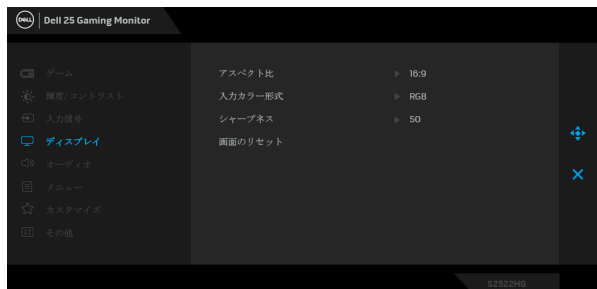 DELL Dell 25 Gaming Monitor
ゲーム
輝度/コントラスト
入力信号
ディスプレイ
オーディオ
メニュー
カスタマイズ
その他
アスペクト比 16:9
入力カラー形式 RGB
シャープネス 50
画面のリセット
S2522HG